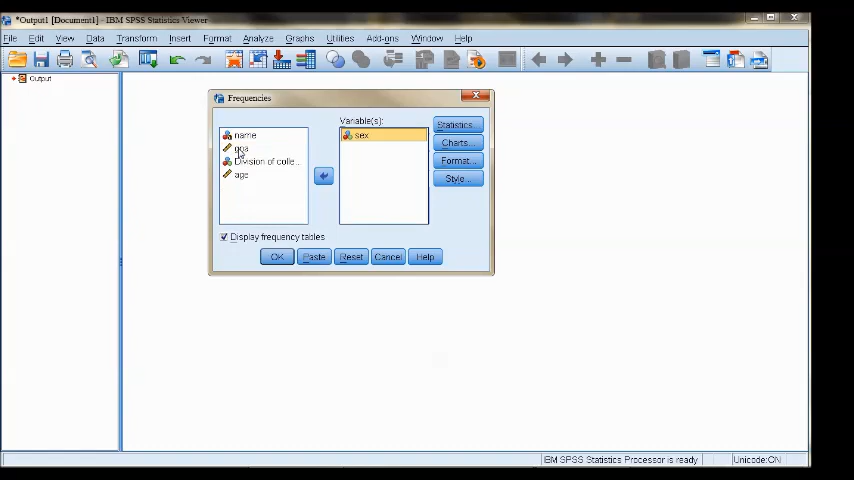 *Output1 [Document1] - IBM SPSS Statistics Viewer
File Edit View Data Transform Insert Format Analyze Graphs Utilities Add-ons Window Help
Output
Frequencies
Variable(s):
name
gpa
Division of colle...
age
sex
Statistics...
Charts...
Format...
Style...
Display frequency tables
OK Paste Reset Cancel Help
IBM SPSS Statistics Processor is ready Unicode:ON